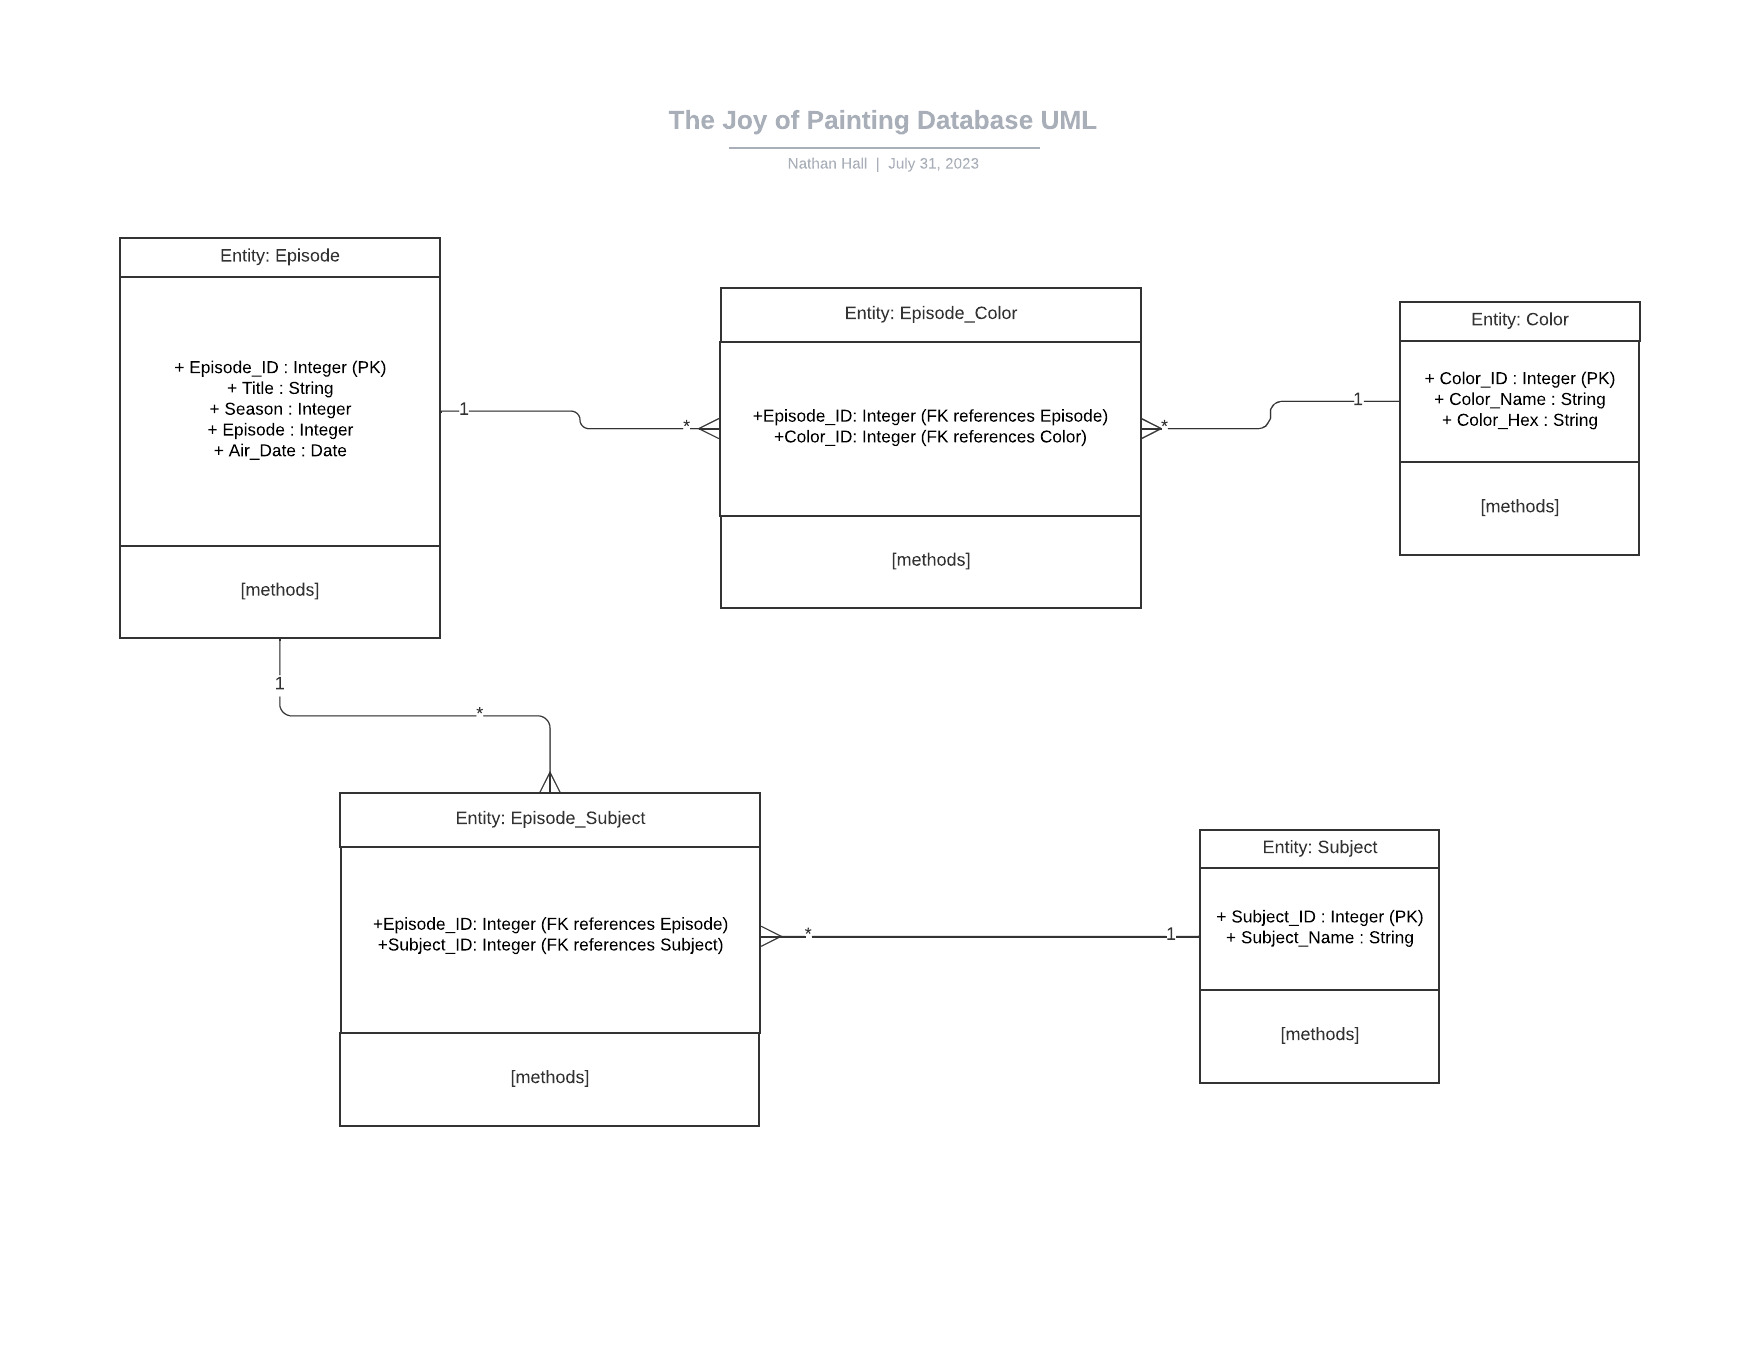 The Joy of Painting Database UML
Nathan Hall | July 31, 2023
Entity: Episode
+ Episode_ID : Integer (PK)
+ Title : String
+ Season : Integer
+ Episode : Integer
+ Air_Date : Date
[methods]
1
*
Entity: Episode_Color
+Episode_ID: Integer (FK references Episode)
+Color_ID: Integer (FK references Color)
[methods]
*
1
Entity: Color
+ Color_ID : Integer (PK)
+ Color_Name : String
+ Color_Hex : String
[methods]
1
*
Entity: Episode_Subject
+Episode_ID: Integer (FK references Episode)
+Subject_ID: Integer (FK references Subject)
[methods]
*
1
Entity: Subject
+ Subject_ID : Integer (PK)
+ Subject_Name : String
[methods]